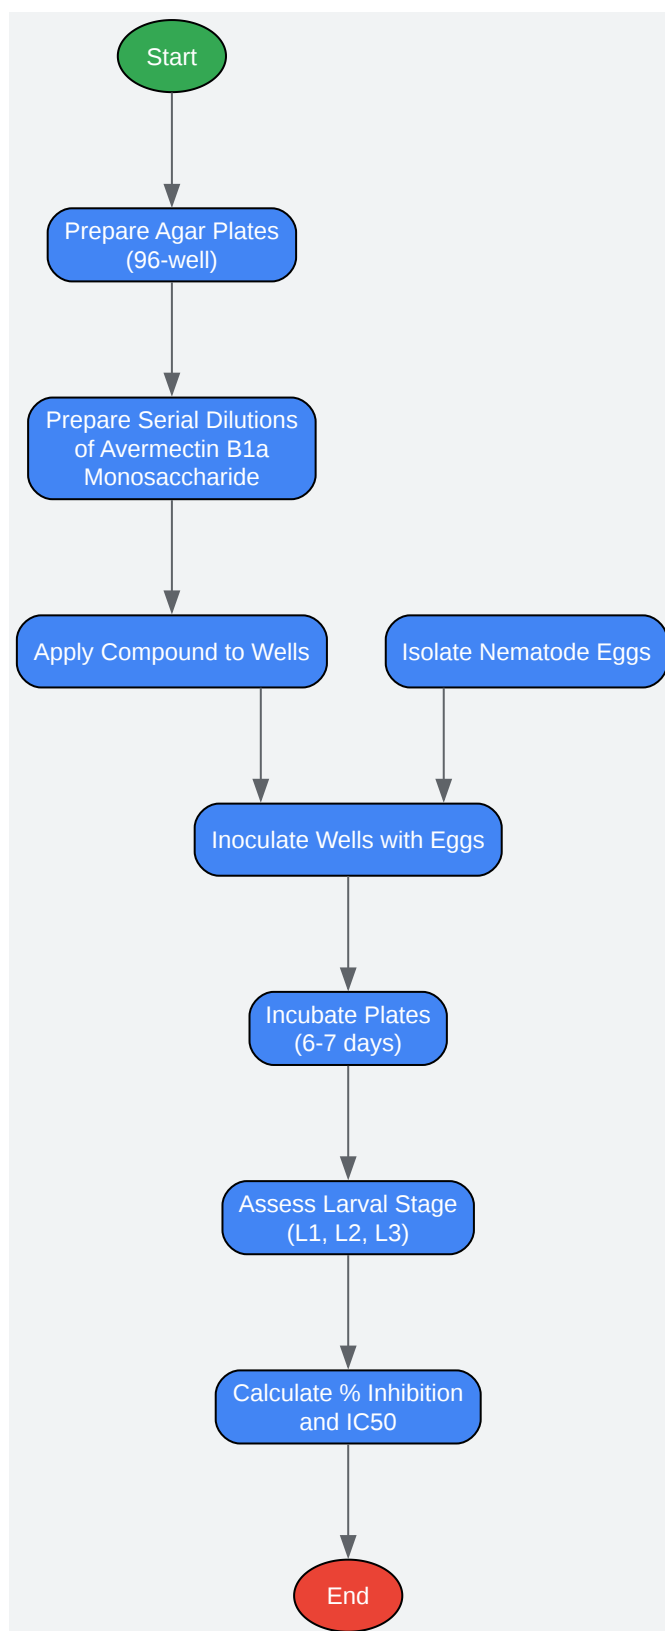 Start
Prepare Agar Plates
(96-well)
Prepare Serial Dilutions
of Avermectin B1a
Monosaccharide
Apply Compound to Wells
Isolate Nematode Eggs
Inoculate Wells with Eggs
Incubate Plates
(6-7 days)
Assess Larval Stage
(L1, L2, L3)
Calculate % Inhibition
and IC50
End